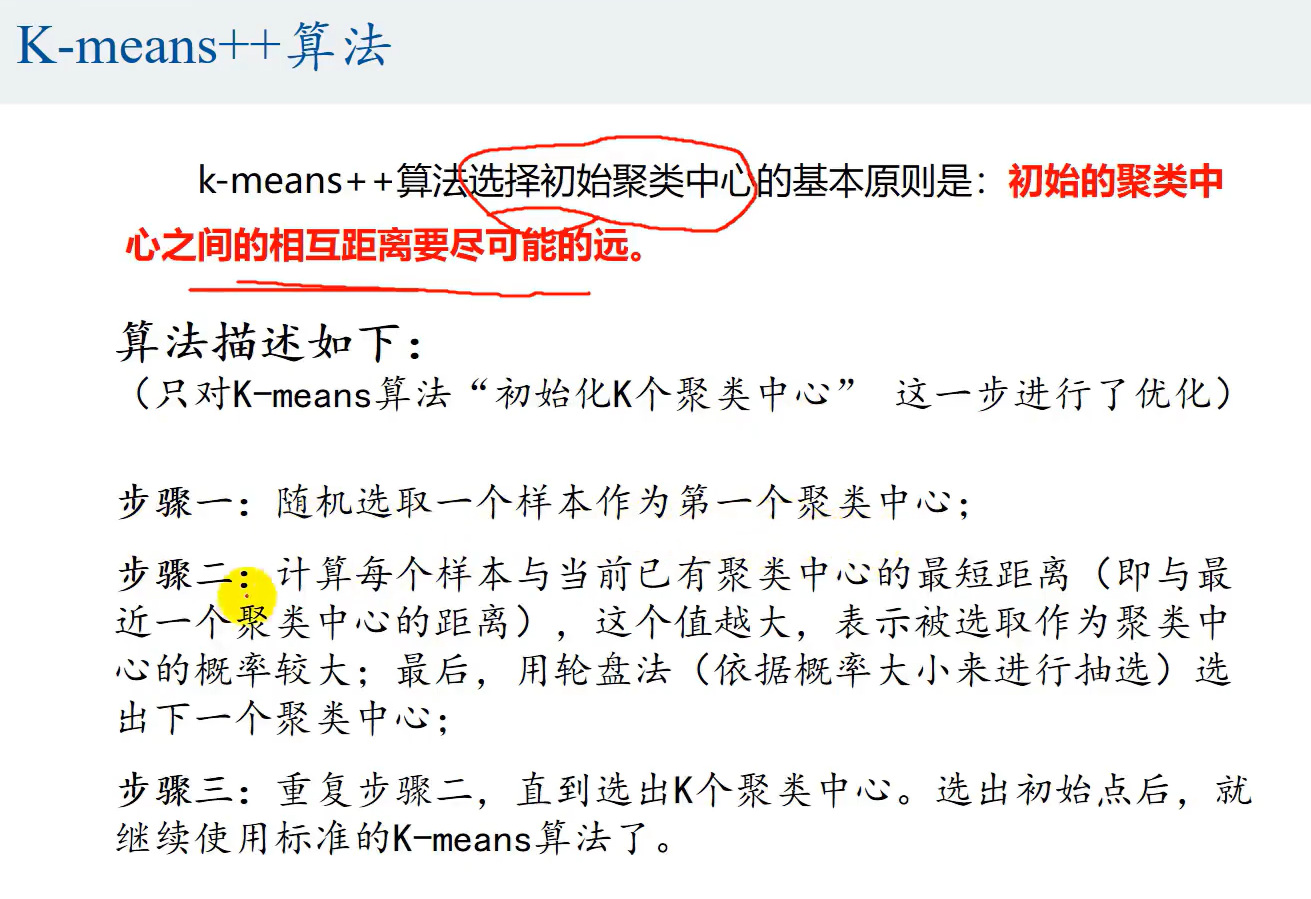 K-means++算法
k-means++算法选择初始聚类中心的基本原则是：初始的聚类中
心之间的相互距离要尽可能的远。
算法描述如下：
（只对K-means算法“初始化K个聚类中心” 这一步进行了优化）
步骤一：随机选取一个样本作为第一个聚类中心；
步骤二：计算每个样本与当前已有聚类中心的最短距离（即与最
近一个聚类中心的距离），这个值越大，表示被选取作为聚类中
心的概率较大；最后，用轮盘法（依据概率大小来进行抽选）选
出下一个聚类中心；
步骤三：重复步骤二，直到选出K个聚类中心。选出初始点后，就
继续使用标准的K-means算法了。